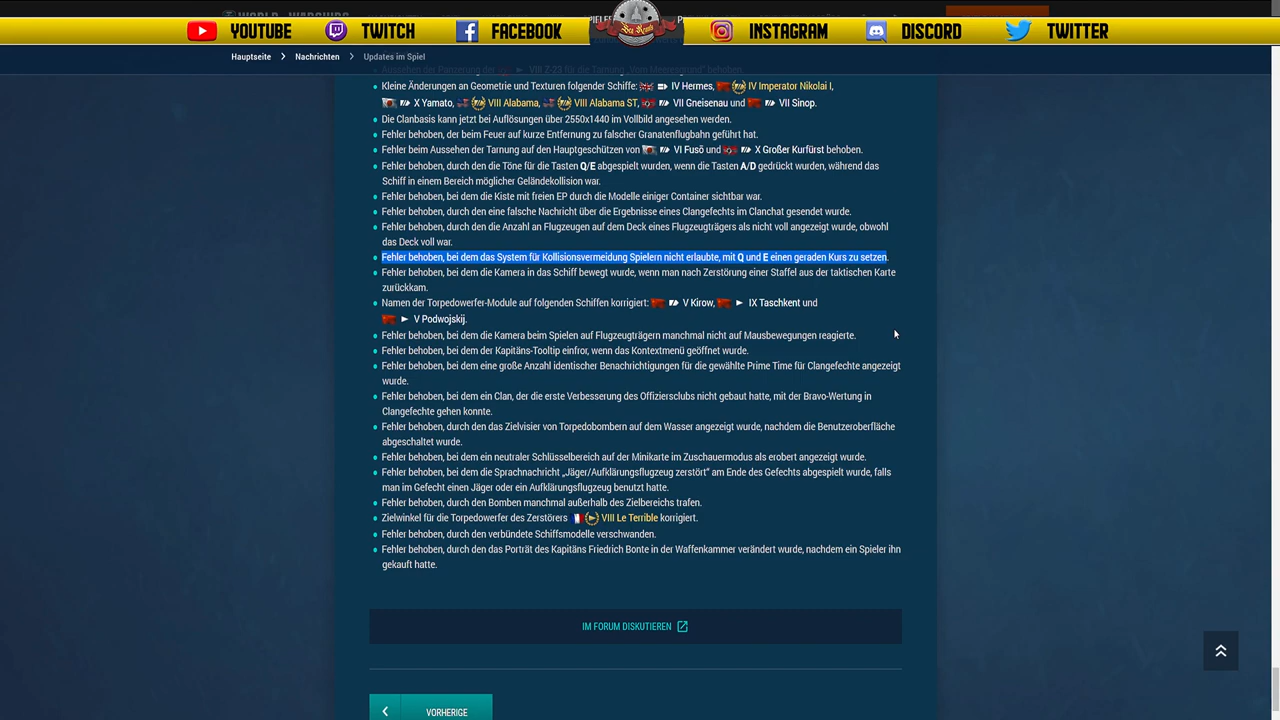 WORLD WARSHIPS
YOUTUBE TWITCH FACEBOOK INSTAGRAM DISCORD TWITTER
Hauptseite > Nachrichten > Updates im Spiel
Aussehen der Panzerung der VIII Z-23 für die Tarnung „Vom Meeresgrund“ behoben.
Kleine Änderungen an Geometrie und Texturen folgender Schiffe: IV Hermes, IV Imperator Nikolai I,
X Yamato, VIII Alabama, VIII Alabama ST, VII Gneisenau und VII Sinop.
Die Clanbasis kann jetzt bei Auflösungen über 2550x1440 im Vollbild angesehen werden.
Fehler behoben, der beim Feuer auf kurze Entfernung zu falscher Granatenflugbahn geführt hat.
Fehler beim Aussehen der Tarnung auf den Hauptgeschützen von VI Fusō und X Großer Kurfürst behoben.
Fehler behoben, durch den die Töne für die Tasten Q/E abgespielt wurden, wenn die Tasten A/D gedrückt wurden, während das
Schiff in einem Bereich möglicher Geländekollision war.
Fehler behoben, bei dem die Kiste mit freien EP durch die Modelle einiger Container sichtbar war.
Fehler behoben, durch den eine falsche Nachricht über die Ergebnisse eines Clangefechts im Clanchat gesendet wurde.
Fehler behoben, durch den die Anzahl an Flugzeugen auf dem Deck eines Flugzeugträgers als nicht voll angezeigt wurde, obwohl
das Deck voll war.
Fehler behoben, bei dem das System für Kollisionsvermeidung Spielern nicht erlaubte, mit Q und E einen geraden Kurs zu setzen.
Fehler behoben, bei dem die Kamera in das Schiff bewegt wurde, wenn man nach Zerstörung einer Staffel aus der taktischen Karte
zurückkam.
Namen der Torpedowerfer-Module auf folgenden Schiffen korrigiert: V Kirow, IX Taschkent und
V Podwojskij.
Fehler behoben, bei dem die Kamera beim Spielen auf Flugzeugträgern manchmal nicht auf Mausbewegungen reagierte.
Fehler behoben, bei dem der Kapitäns-Tooltip einfror, wenn das Kontextmenü geöffnet wurde.
Fehler behoben, bei dem eine große Anzahl identischer Benachrichtigungen für die gewählte Prime Time für Clangefechte angezeigt
wurde.
Fehler behoben, bei dem ein Clan, der die erste Verbesserung des Offiziersclubs nicht gebaut hatte, mit der Bravo-Wertung in
Clangefechte gehen konnte.
Fehler behoben, durch den das Zielvisier von Torpedobombern auf dem Wasser angezeigt wurde, nachdem die Benutzeroberfläche
abgeschaltet wurde.
Fehler behoben, bei dem ein neutraler Schlüsselbereich auf der Minikarte im Zuschauermodus als erobert angezeigt wurde.
Fehler behoben, bei dem die Sprachnachricht „Jäger/Aufklärungsflugzeug zerstört“ am Ende des Gefechts abgespielt wurde, falls
man im Gefecht einen Jäger oder ein Aufklärungsflugzeug benutzt hatte.
Fehler behoben, durch den Bomben manchmal außerhalb des Zielbereichs trafen.
Zielwinkel für die Torpedowerfer des Zerstörers VIII Le Terrible korrigiert.
Fehler behoben, durch den verbündete Schiffsmodelle verschwanden.
Fehler behoben, durch den das Porträt des Kapitäns Friedrich Bonte in der Waffenkammer verändert wurde, nachdem ein Spieler ihn
gekauft hatte.
IM FORUM DISKUTIEREN
VORHERIGE